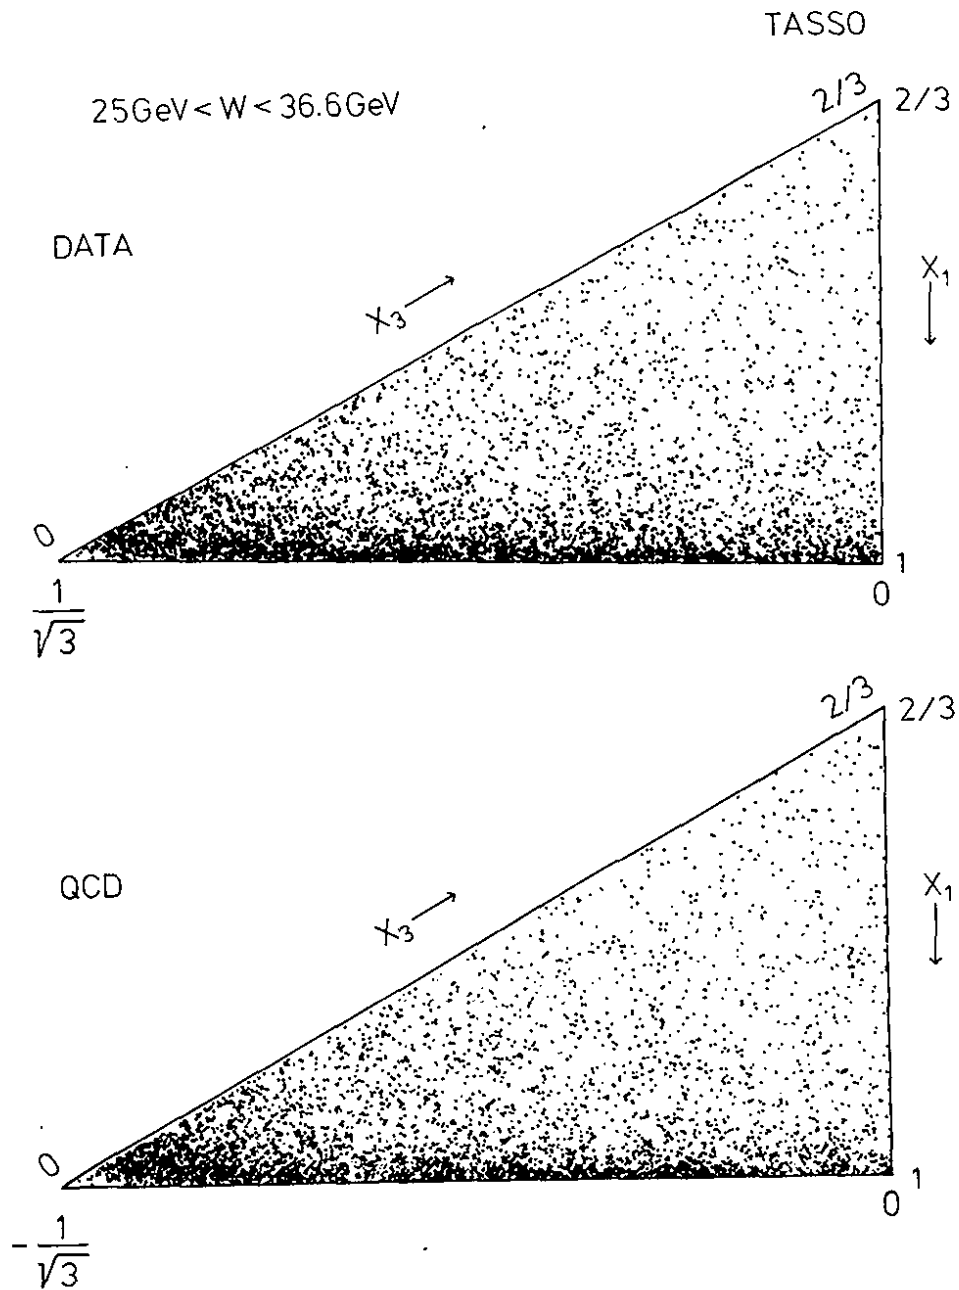 TASSO
25GeV < W < 36.6GeV
2/3
2/3
DATA
X₃ →
X₁
↓
0
1
1/√3
0
2/3
2/3
QCD
X₃ →
X₁
↓
0
1
-1/√3
0